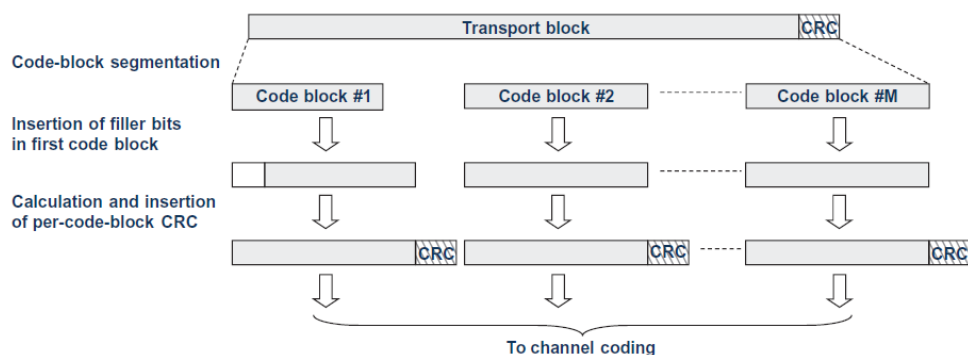 Transport block
CRC
Code-block segmentation
Code block #1
Code block #2
Code block #M
Insertion of filler bits
in first code block
Calculation and insertion
of per-code-block CRC
CRC
CRC
CRC
To channel coding